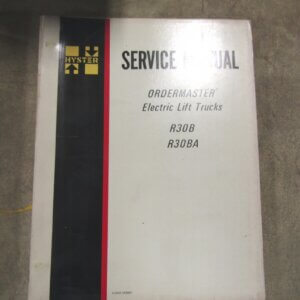 HYSTER
SERVICE MANUAL
ORDERMASTER
Electric Lift Trucks
R30B
R30BA